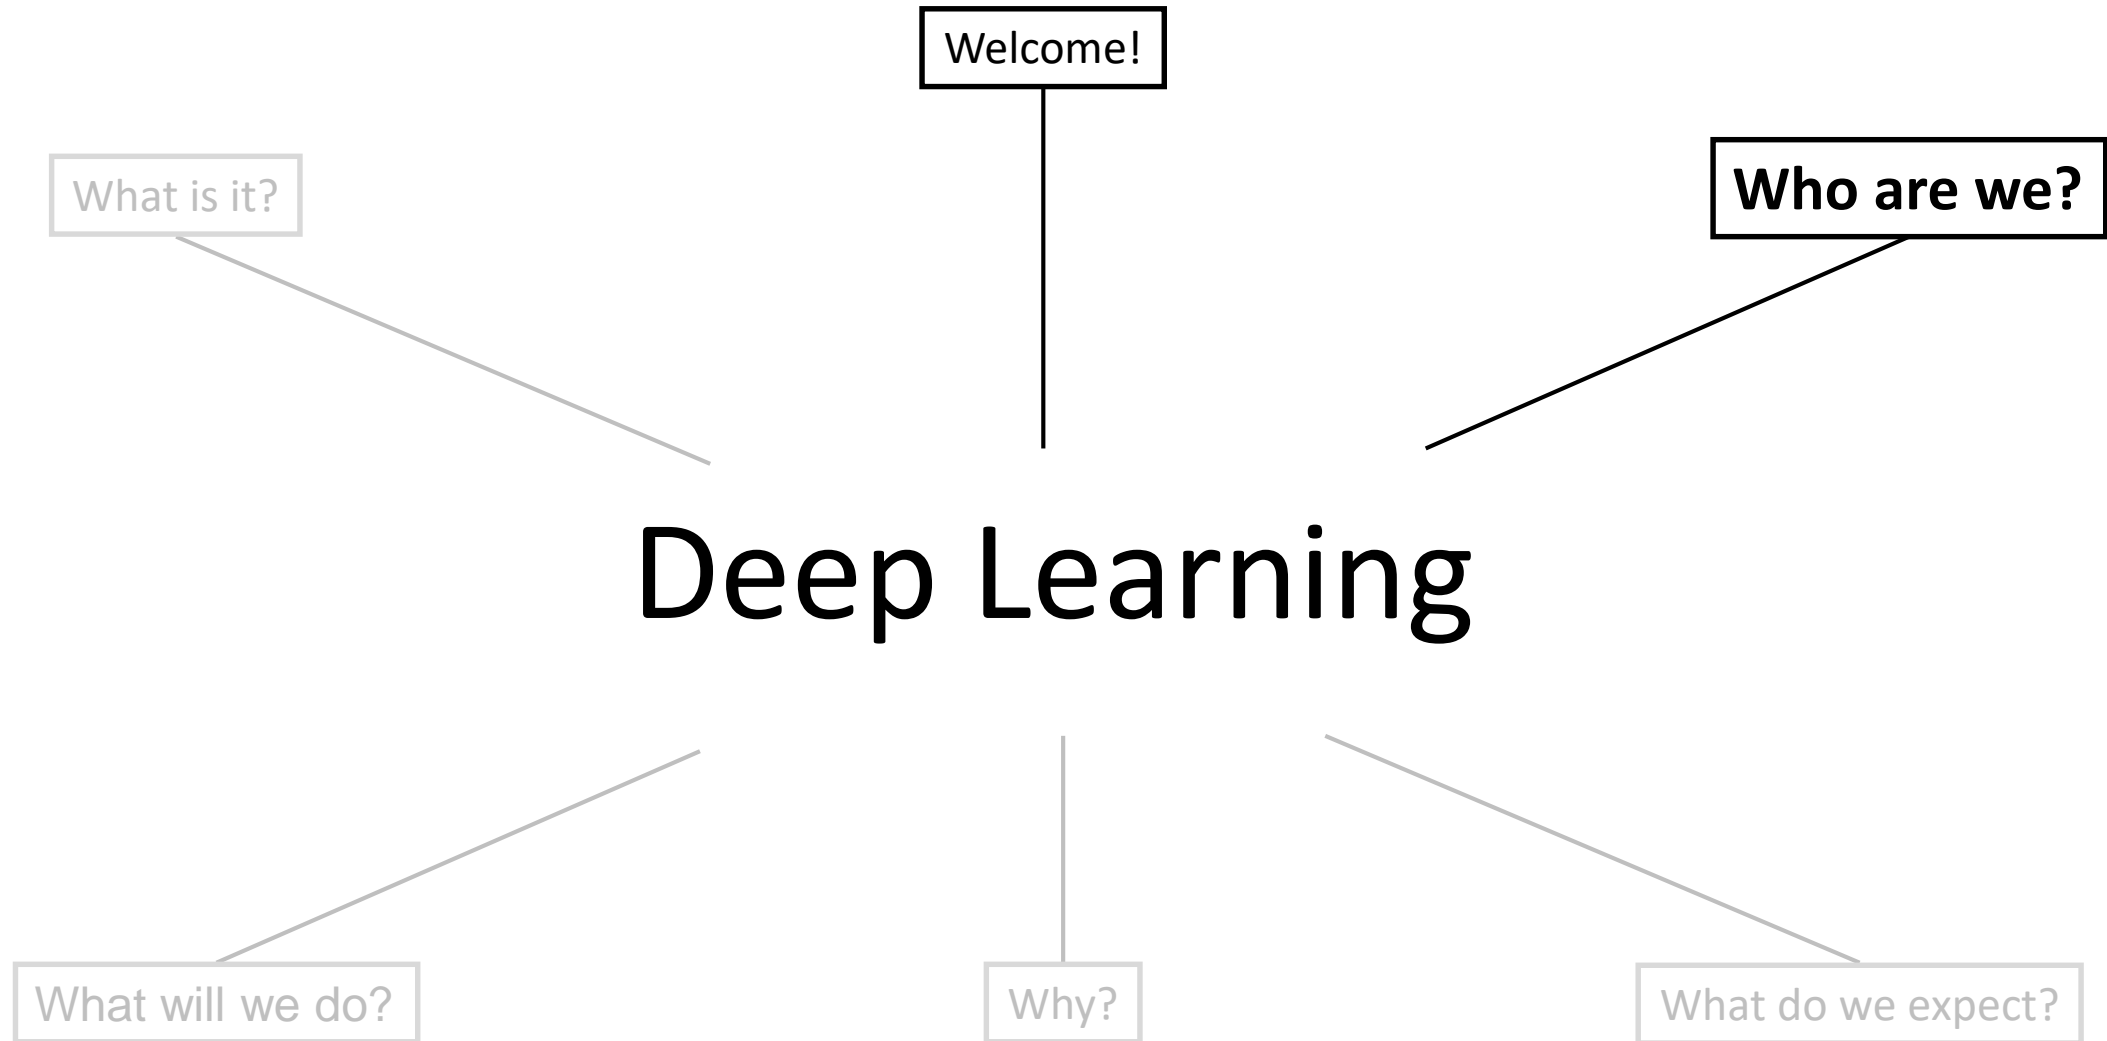 Welcome!
What is it?
Who are we?
Deep Learning
What will we do?
Why?
What do we expect?